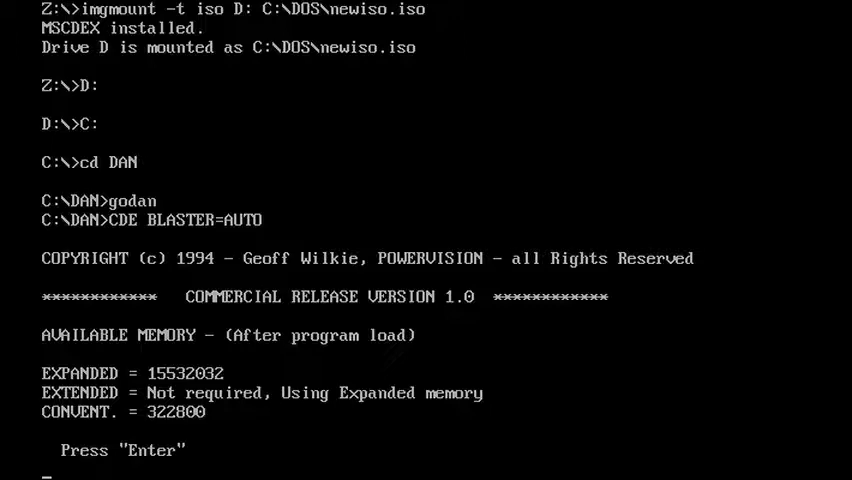 Z:\>imgmount -t iso D: C:\DOS\newiso.iso
MSCDEX installed.
Drive D is mounted as C:\DOS\newiso.iso
Z:\>D:
D:\>C:
C:\>cd DAN
C:\DAN>godan
C:\DAN>CDE BLASTER=AUTO
COPYRIGHT (c) 1994 - Geoff Wilkie, POWERVISION - all Rights Reserved
************ COMMERCIAL RELEASE VERSION 1.0 ************
AVAILABLE MEMORY - (After program load)
EXPANDED = 15532032
EXTENDED = Not required, Using Expanded memory
CONVENT. = 322800
Press "Enter"
_